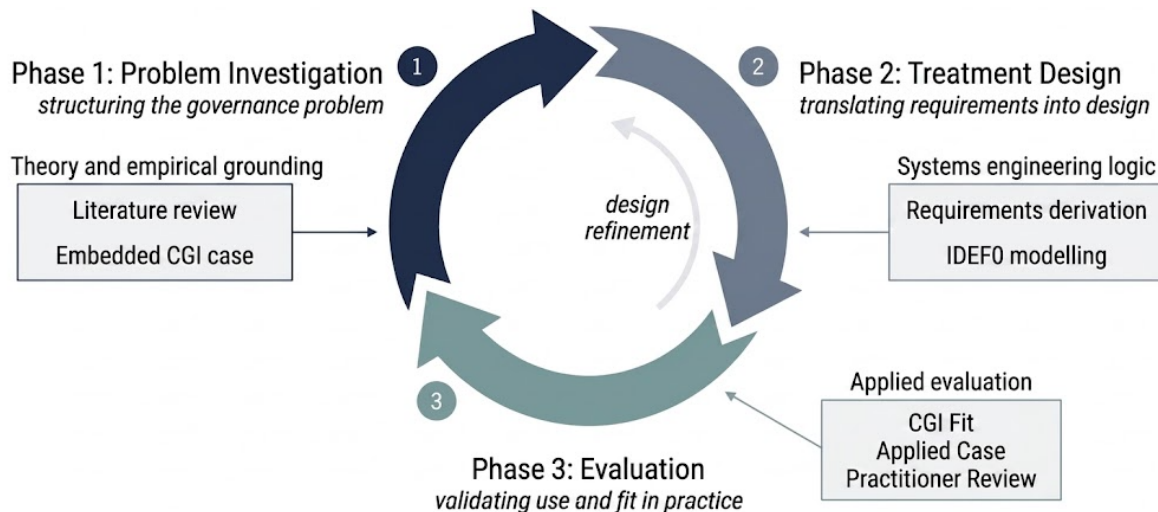 1
Phase 1: Problem Investigation
structuring the governance problem
Theory and empirical grounding
Literature review
Embedded CGI case
2
Phase 2: Treatment Design
translating requirements into design
Systems engineering logic
Requirements derivation
IDEF0 modelling
design
refinement
3
Phase 3: Evaluation
validating use and fit in practice
Applied evaluation
CGI Fit
Applied Case
Practitioner Review